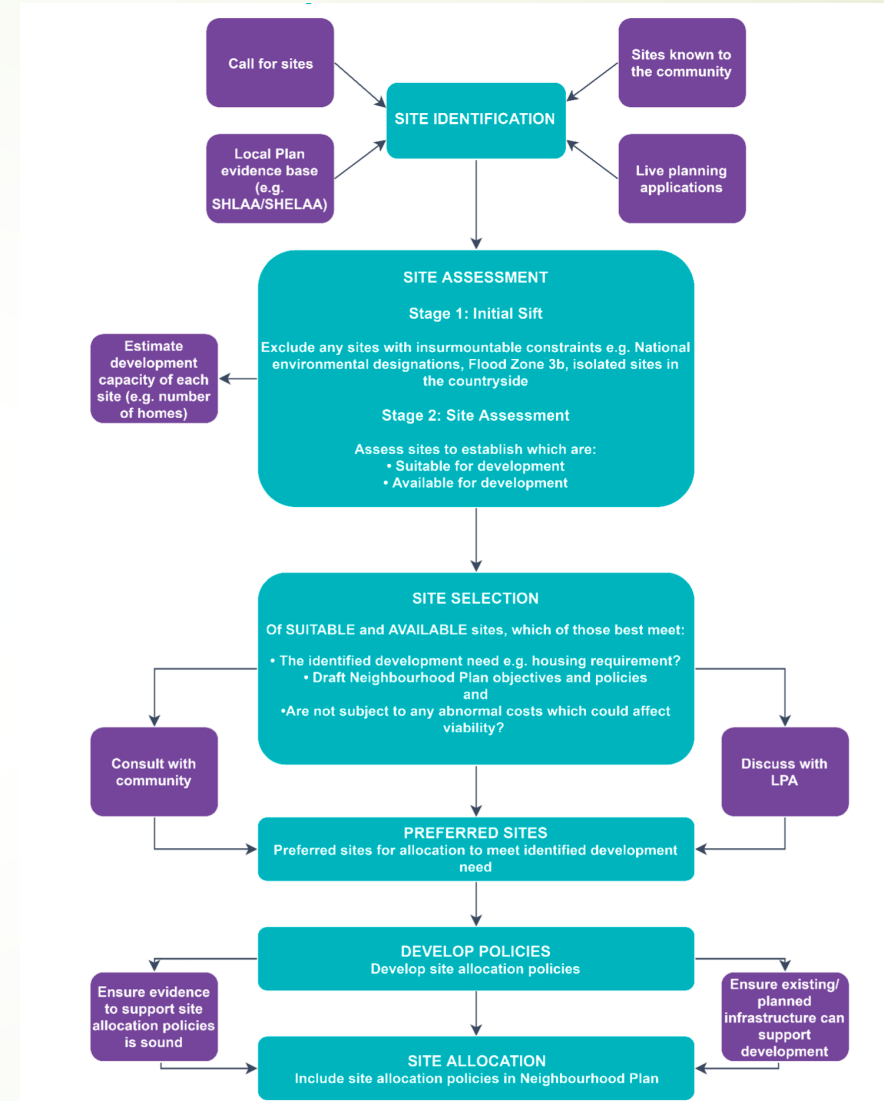 Call for sites
Sites known to
the community
SITE IDENTIFICATION
Local Plan
evidence base
(e.g.
SHLAA/SHELAA)
Live planning
applications
SITE ASSESSMENT
Stage 1: Initial Sift
Exclude any sites with insurmountable constraints e.g. National
environmental designations, Flood Zone 3b, isolated sites in
the countryside
Stage 2: Site Assessment
Assess sites to establish which are:
• Suitable for development
• Available for development
Estimate
development
capacity of each
site (e.g. number
of homes)
SITE SELECTION
Of SUITABLE and AVAILABLE sites, which of those best meet:
• The identified development need e.g. housing requirement?
• Draft Neighbourhood Plan objectives and policies
and
•Are not subject to any abnormal costs which could affect
viability?
Consult with
community
Discuss with
LPA
PREFERRED SITES
Preferred sites for allocation to meet identified development
need
DEVELOP POLICIES
Develop site allocation policies
Ensure evidence
to support site
allocation policies
is sound
Ensure existing/
planned
infrastructure can
support
development
SITE ALLOCATION
Include site allocation policies in Neighbourhood Plan